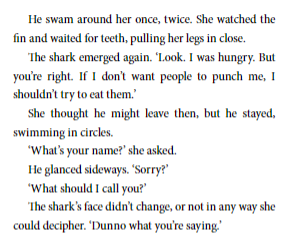 He swam around her once, twice. She watched the
fin and waited for teeth, pulling her legs in close.
The shark emerged again. ‘Look. I was hungry. But
you’re right. If I don’t want people to punch me, I
shouldn’t try to eat them.’
She thought he might leave then, but he stayed,
swimming in circles.
‘What’s your name?’ she asked.
He glanced sideways. ‘Sorry?’
‘What should I call you?’
The shark’s face didn’t change, or not in any way she
could decipher. ‘Dunno what you’re saying.’